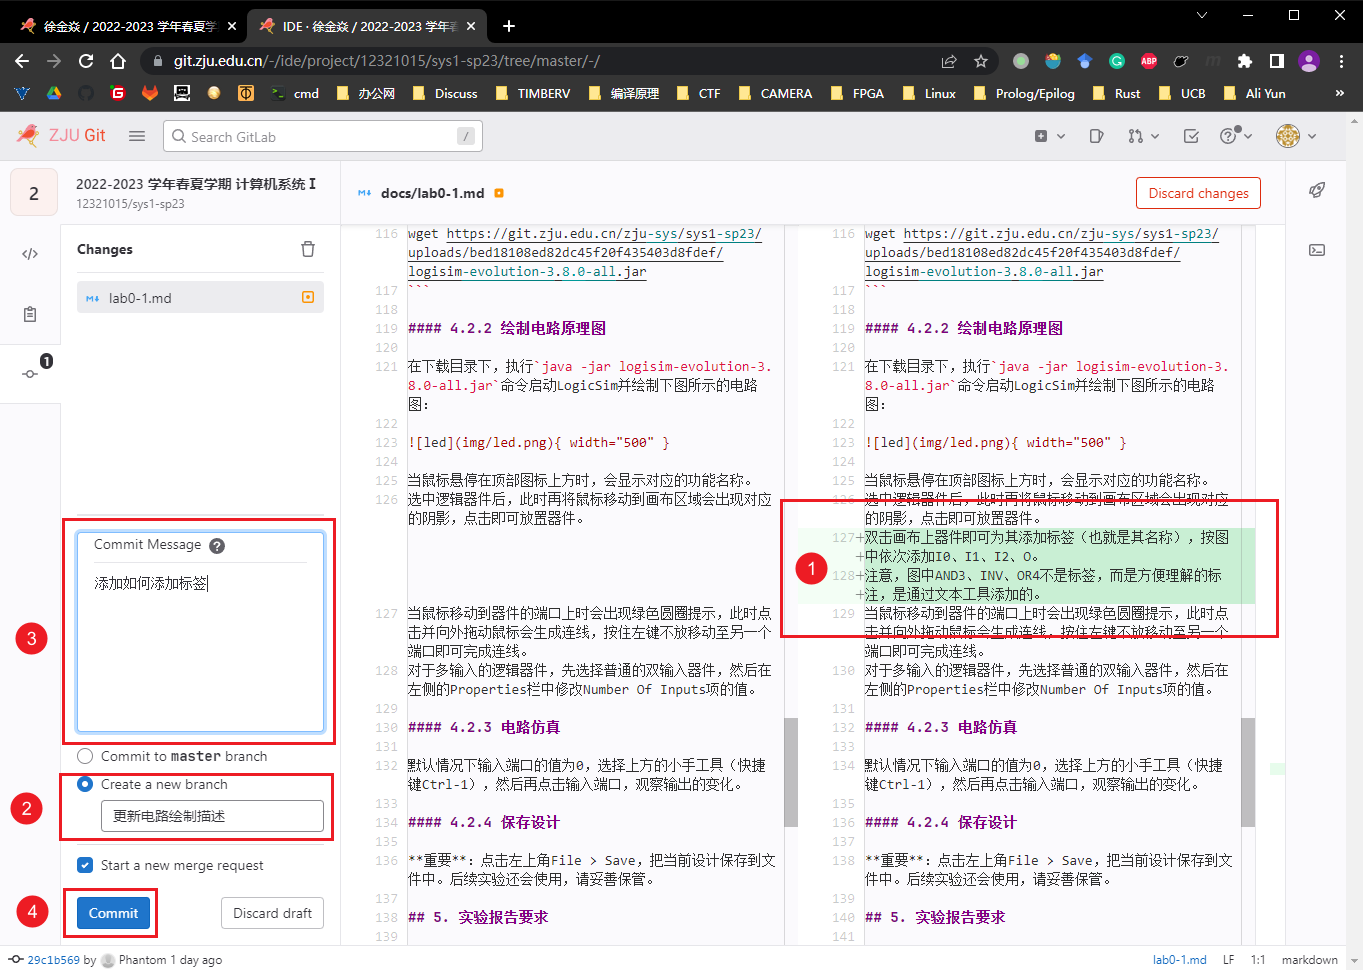 徐金焱 / 2022-2023 学年春夏学
IDE · 徐金焱 / 2022-2023 学年春
git.zju.edu.cn/-/ide/project/12321015/sys1-sp23/tree/master/-/
cmd
办公网
Discuss
TIMBERV
编译原理
CTF
CAMERA
FPGA
Linux
Prolog/Epilog
Rust
UCB
Ali Yun
»
ABP
ZJU Git
Search GitLab
/
2
2022-2023 学年春夏学期 计算机系统 I
12321015/sys1-sp23
docs/lab0-1.md
Discard changes
Changes
lab0-1.md
1
116 wget https://git.zju.edu.cn/zju-sys/sys1-sp23/
uploads/bed18108ed82dc45f20f435403d8fdef/
logisim-evolution-3.8.0-all.jar
117 ```
118
119 #### 4.2.2 绘制电路原理图
120
121 在下载目录下，执行`java -jar logisim-evolution-3.
8.0-all.jar`命令启动LogicSim并绘制下图所示的电路
图：
122
123 ![led](img/led.png){ width="500" }
124
125 当鼠标悬停在顶部图标上方时，会显示对应的功能名称。
126 选中逻辑器件后，此时再将鼠标移动到画布区域会出现对应
的阴影，点击即可放置器件。
127 当鼠标移动到器件的端口上时会出现绿色圆圈提示，此时点
击并向外拖动鼠标会生成连线，按住左键不放移动至另一个
端口即可完成连线。
128 对于多输入的逻辑器件，先选择普通的双输入器件，然后在
左侧的Properties栏中修改Number Of Inputs项的值。
129
130 #### 4.2.3 电路仿真
131
132 默认情况下输入端口的值为0，选择上方的小手工具（快捷
键Ctrl-1），然后再点击输入端口，观察输出的变化。
133
134 #### 4.2.4 保存设计
135
136 **重要**：点击左上角File > Save，把当前设计保存到文
件中。后续实验还会使用，请妥善保管。
137
138 ## 5. 实验报告要求
139
116 wget https://git.zju.edu.cn/zju-sys/sys1-sp23/
uploads/bed18108ed82dc45f20f435403d8fdef/
logisim-evolution-3.8.0-all.jar
117 ```
118
119 #### 4.2.2 绘制电路原理图
120
121 在下载目录下，执行`java -jar logisim-evolution-3.
8.0-all.jar`命令启动LogicSim并绘制下图所示的电路
图：
122
123 ![led](img/led.png){ width="500" }
124
125 当鼠标悬停在顶部图标上方时，会显示对应的功能名称。
126 选中逻辑器件后，此时再将鼠标移动到画布区域会出现对应
的阴影，点击即可放置器件。
1
127+双击画布上器件即可为其添加标签（也就是其名称），按图
+中依次添加I0、I1、I2、O。
128+注意，图中AND3、INV、OR4不是标签，而是方便理解的标
+注，是通过文本工具添加的。
129 当鼠标移动到器件的端口上时会出现绿色圆圈提示，此时点
击并向外拖动鼠标会生成连线，按住左键不放移动至另一个
端口即可完成连线。
130 对于多输入的逻辑器件，先选择普通的双输入器件，然后在
左侧的Properties栏中修改Number Of Inputs项的值。
131
132 #### 4.2.3 电路仿真
133
134 默认情况下输入端口的值为0，选择上方的小手工具（快捷
键Ctrl-1），然后再点击输入端口，观察输出的变化。
135
136 #### 4.2.4 保存设计
137
138 **重要**：点击左上角File > Save，把当前设计保存到文
件中。后续实验还会使用，请妥善保管。
139
140 ## 5. 实验报告要求
141
Commit Message ?
添加如何添加标签
3
Commit to master branch
2
Create a new branch
更新电路绘制描述
Start a new merge request
4
Commit
Discard draft
29c1b569 by Phantom 1 day ago
lab0-1.md LF 1:1 markdown